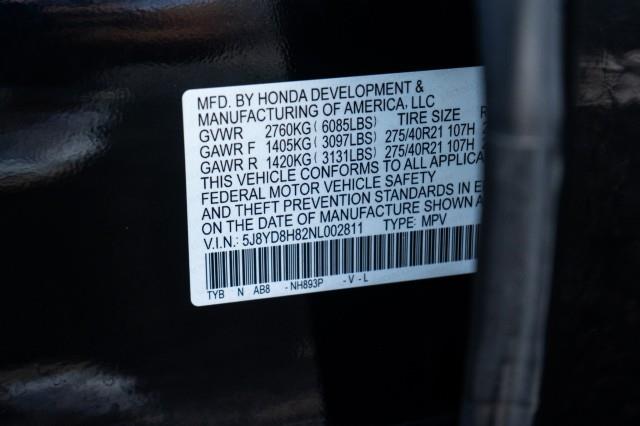 MFD. BY HONDA DEVELOPMENT &
MANUFACTURING OF AMERICA, LLC
GVWR 2760KG ( 6085LBS) TIRE SIZE R
GAWR F 1405KG ( 3097LBS) 275/40R21 107H
GAWR R 1420KG ( 3131LBS) 275/40R21 107H
THIS VEHICLE CONFORMS TO ALL APPLICAB
FEDERAL MOTOR VEHICLE SAFETY
AND THEFT PREVENTION STANDARDS IN E
ON THE DATE OF MANUFACTURE SHOWN A
V.I.N.: 5J8YD8H82NL002811 TYPE: MPV
TYB N AB8 -NH893P -V-L